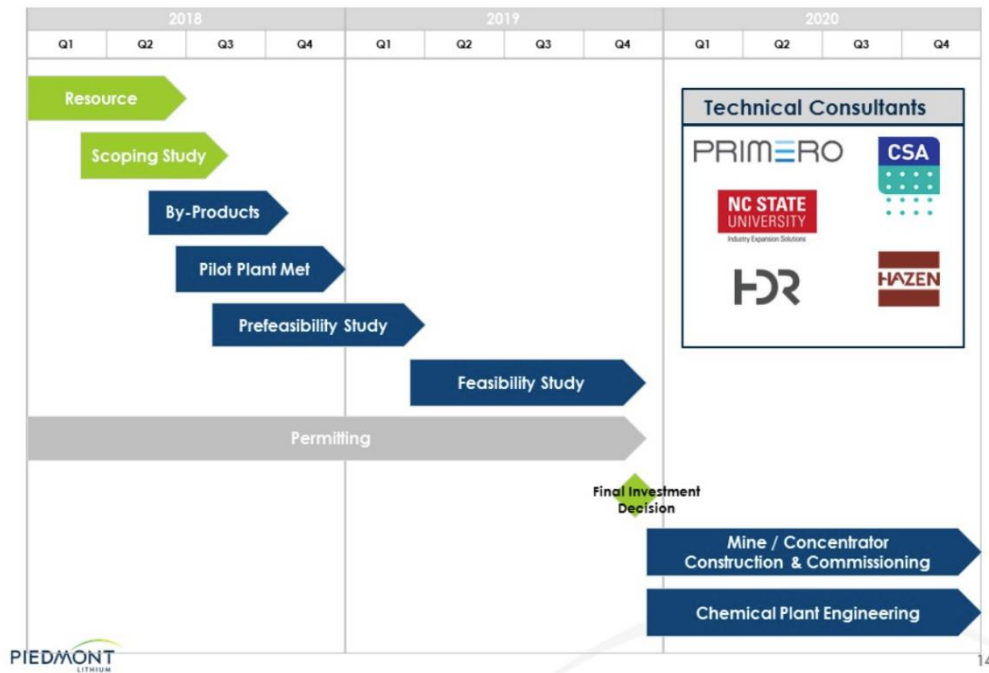 2018 2019 2020
Q1 Q2 Q3 Q4 Q1 Q2 Q3 Q4 Q1 Q2 Q3 Q4
Resource
Scoping Study
By-Products
Pilot Plant Met
Prefeasibility Study
Feasibility Study
Permitting
Final Investment
Decision
Mine / Concentrator
Construction & Commissioning
Chemical Plant Engineering
Technical Consultants
PRIMERO
CSA
NC STATE
UNIVERSITY
Industry Expansion Solutions
HDR
HAZEN
PIEDMONT
LITHIUM
14